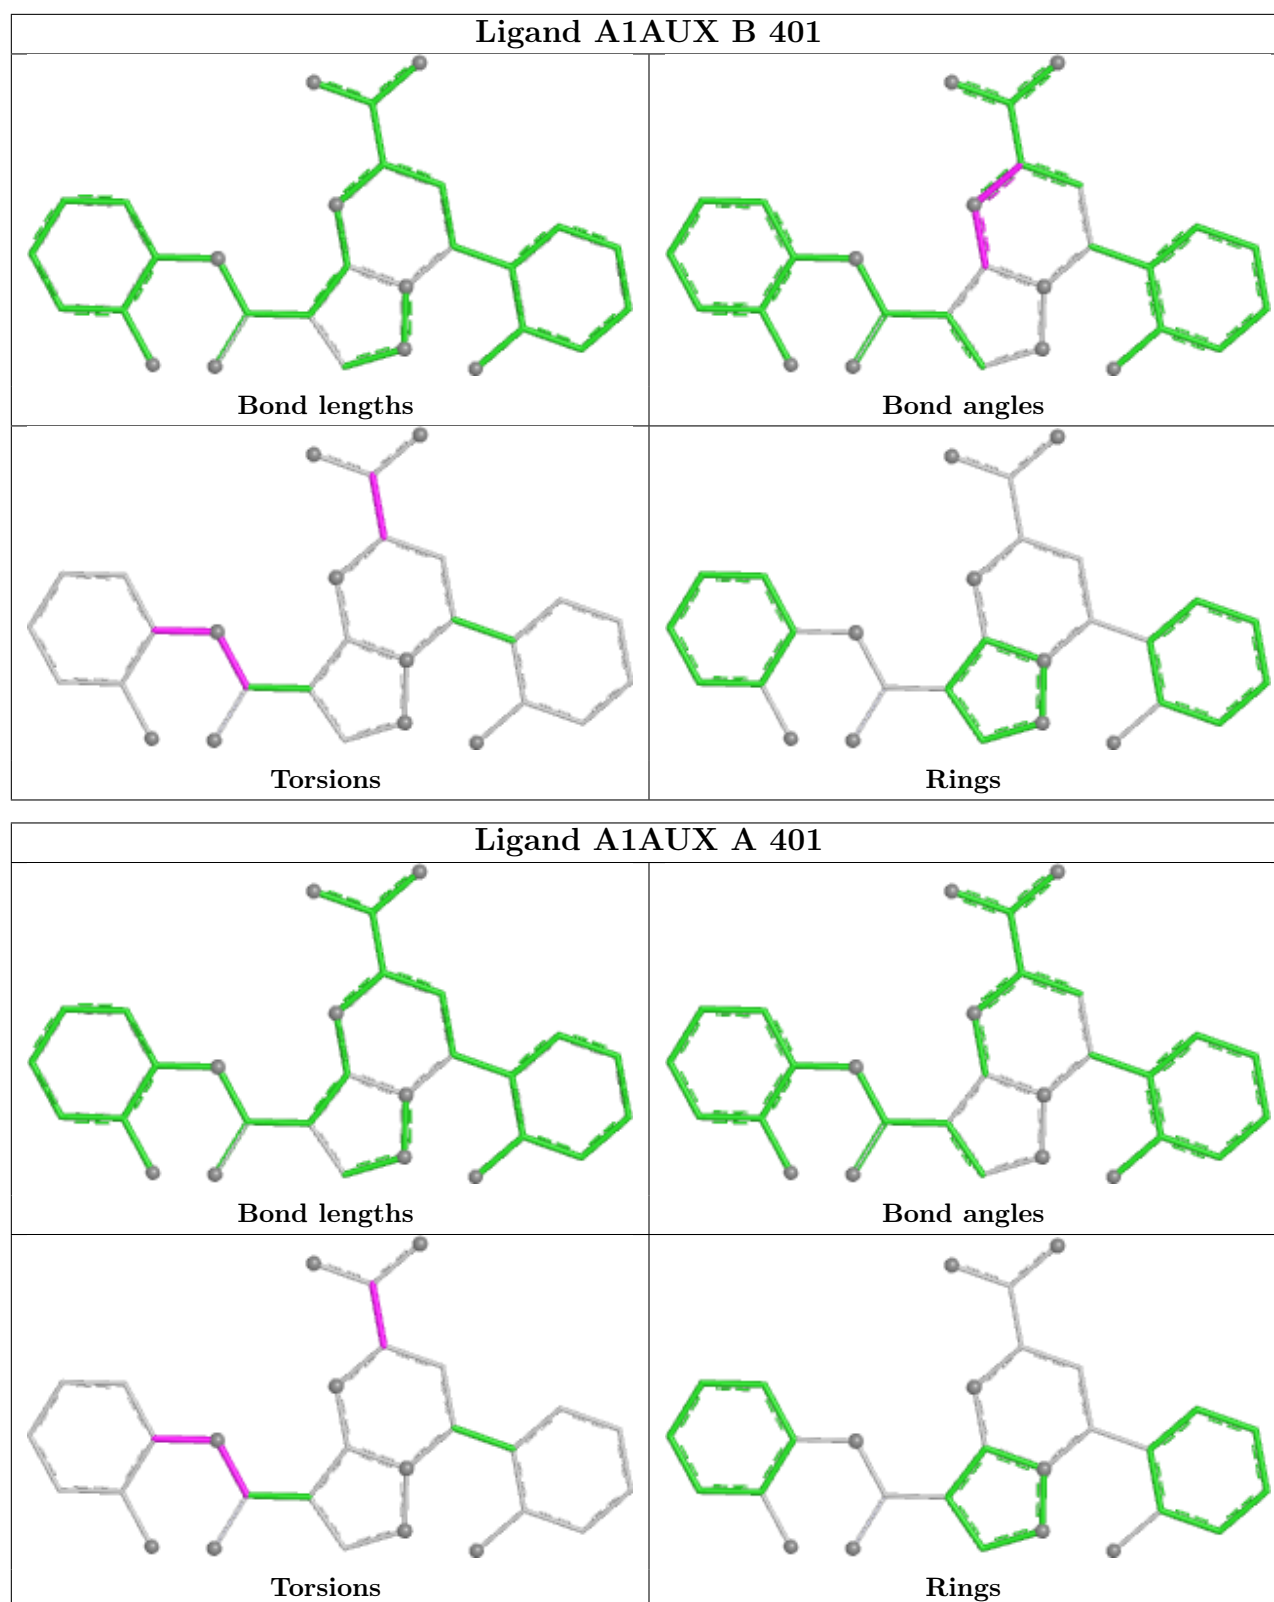 Ligand A1AUX B 401
Bond lengths
Bond angles
Torsions
Rings
Ligand A1AUX A 401
Bond lengths
Bond angles
Torsions
Rings